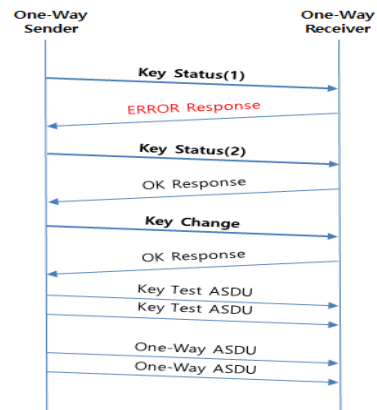 One-Way
Sender
One-Way
Receiver
Key Status(1)
ERROR Response
Key Status(2)
OK Response
Key Change
OK Response
Key Test ASDU
Key Test ASDU
One-Way ASDU
One-Way ASDU